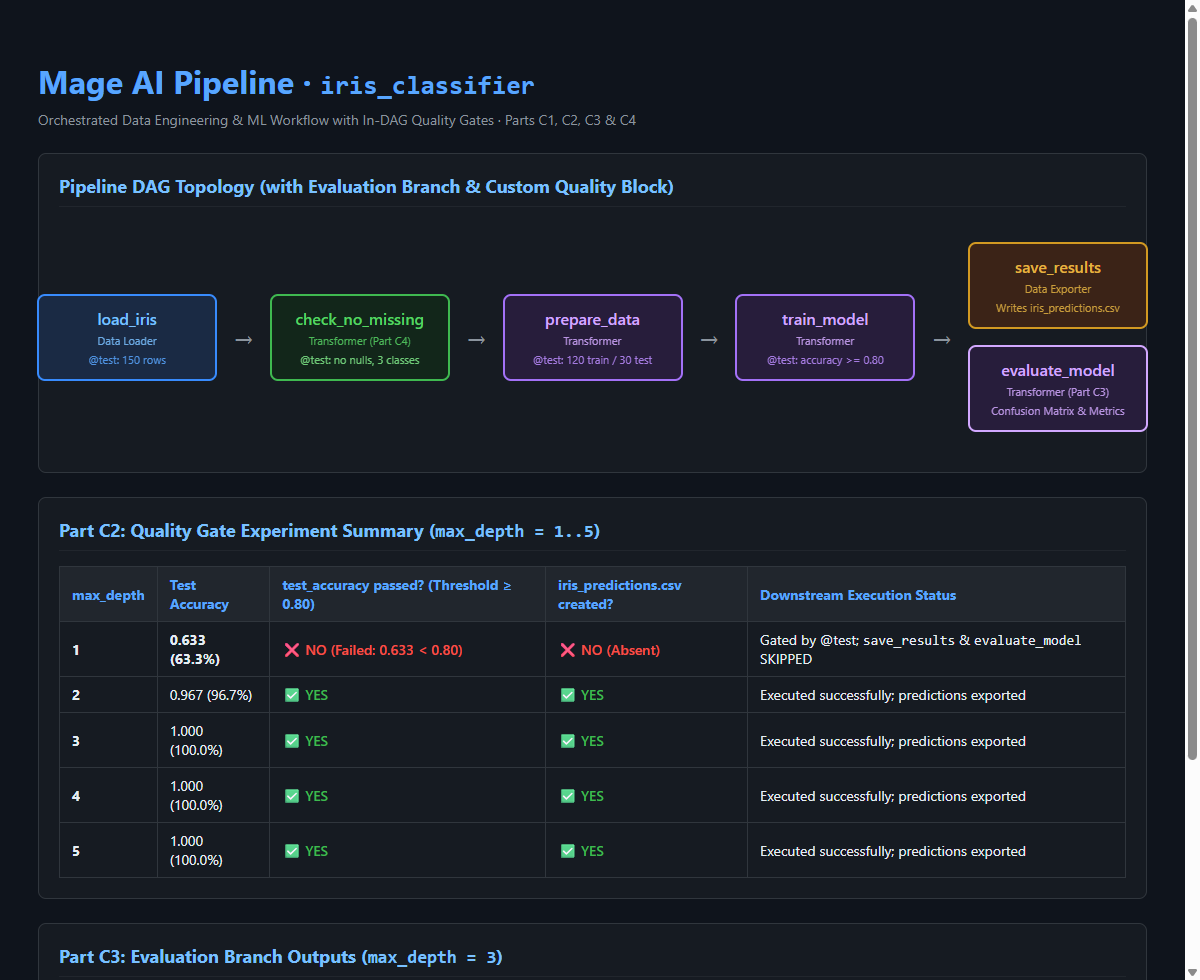 Mage AI Pipeline · iris_classifier
Orchestrated Data Engineering & ML Workflow with In-DAG Quality Gates · Parts C1, C2, C3 & C4
Pipeline DAG Topology (with Evaluation Branch & Custom Quality Block)
load_iris
Data Loader
@test: 150 rows
→
check_no_missing
Transformer (Part C4)
@test: no nulls, 3 classes
→
prepare_data
Transformer
@test: 120 train / 30 test
→
train_model
Transformer
@test: accuracy >= 0.80
→
save_results
Data Exporter
Writes iris_predictions.csv
evaluate_model
Transformer (Part C3)
Confusion Matrix & Metrics
Part C2: Quality Gate Experiment Summary (max_depth = 1..5)
max_depth
Test
Accuracy
test_accuracy passed? (Threshold ≥
0.80)
iris_predictions.csv
created?
Downstream Execution Status
1
0.633
(63.3%)
❌ NO (Failed: 0.633 < 0.80)
❌ NO (Absent)
Gated by @test; save_results & evaluate_model
SKIPPED
2
0.967 (96.7%)
✅ YES
✅ YES
Executed successfully; predictions exported
3
1.000
(100.0%)
✅ YES
✅ YES
Executed successfully; predictions exported
4
1.000
(100.0%)
✅ YES
✅ YES
Executed successfully; predictions exported
5
1.000
(100.0%)
✅ YES
✅ YES
Executed successfully; predictions exported
Part C3: Evaluation Branch Outputs (max_depth = 3)